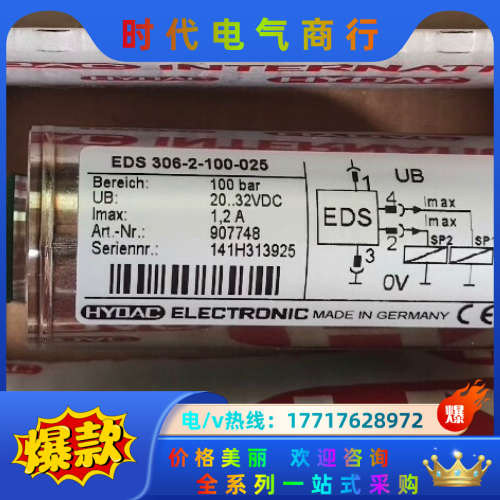 时代电气商行
HYDAC INTERNATI
EDS 306-2-100-025
Bereich: 100 bar
UB: 20..32VDC
Imax: 1,2 A
Art.-Nr.: 907748
Seriennr.: 141H313925
UB
1
4
Imax
EDS
Imax
2
SP2
SP1
3
0V
HYDAC ELECTRONIC MADE IN GERMANY CE
爆款
电/v热线：17717628972
爆
价格美丽 欢迎咨询
全系列一站式采购